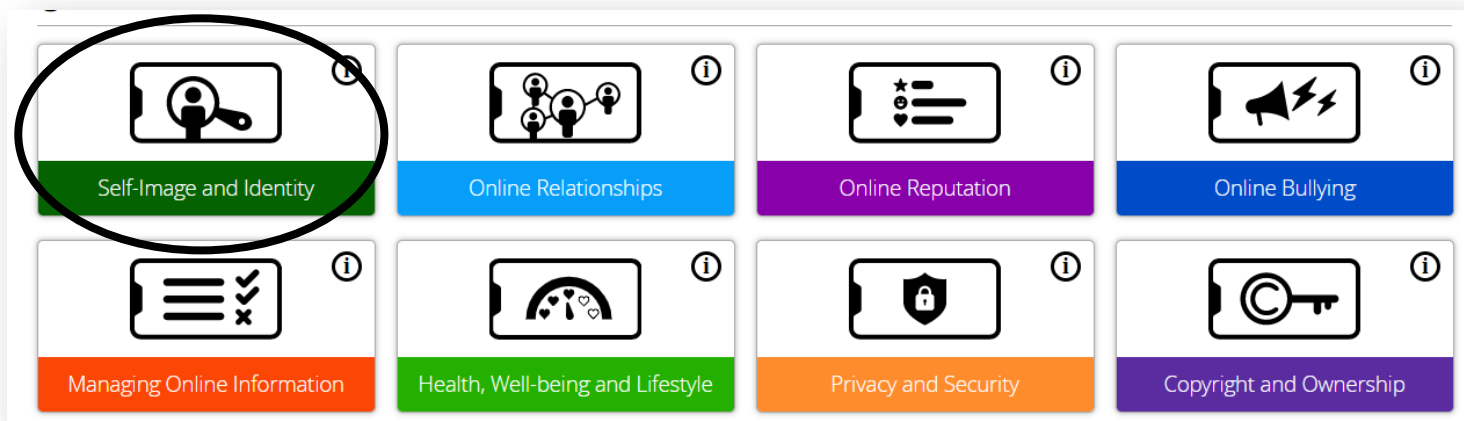 Self-Image and Identity
Online Relationships
Online Reputation
Online Bullying
Managing Online Information
Health, Well-being and Lifestyle
Privacy and Security
Copyright and Ownership